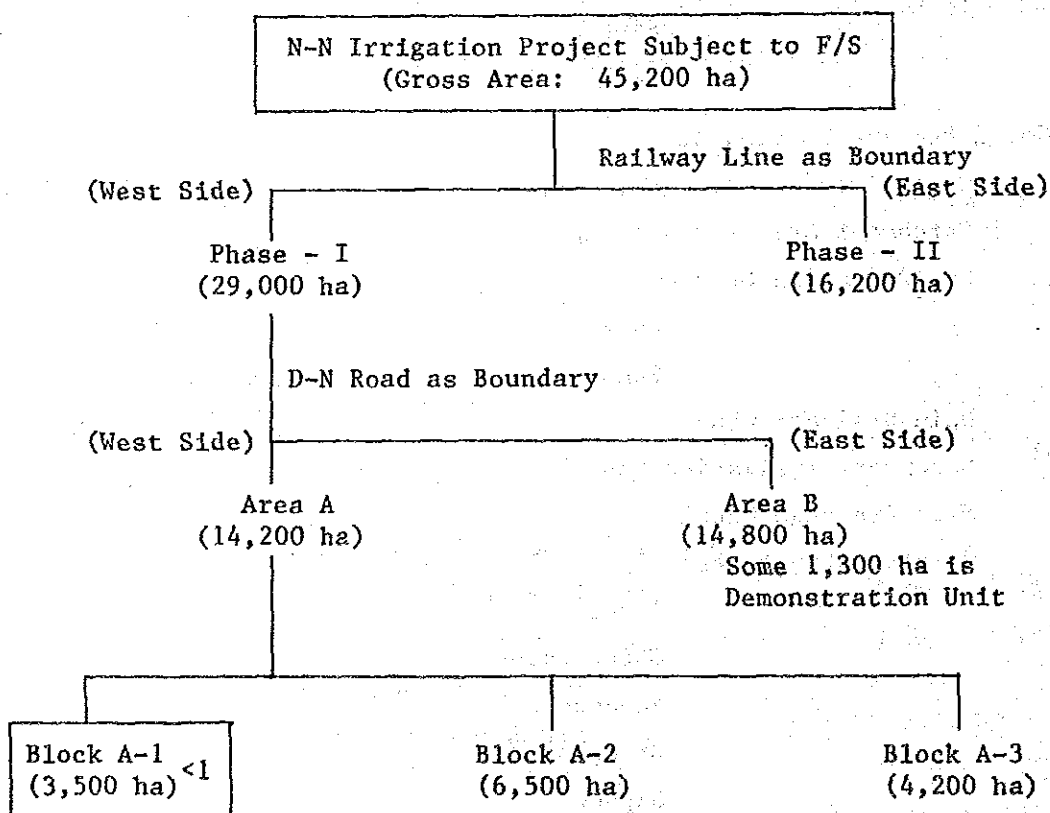 N-N Irrigation Project Subject to F/S
(Gross Area: 45,200 ha)
Railway Line as Boundary
(West Side)
(East Side)
Phase - I
(29,000 ha)
Phase - II
(16,200 ha)
D-N Road as Boundary
(West Side)
(East Side)
Area A
(14,200 ha)
Area B
(14,800 ha)
Some 1,300 ha is
Demonstration Unit
Block A-1
(3,500 ha) <1
Block A-2
(6,500 ha)
Block A-3
(4,200 ha)